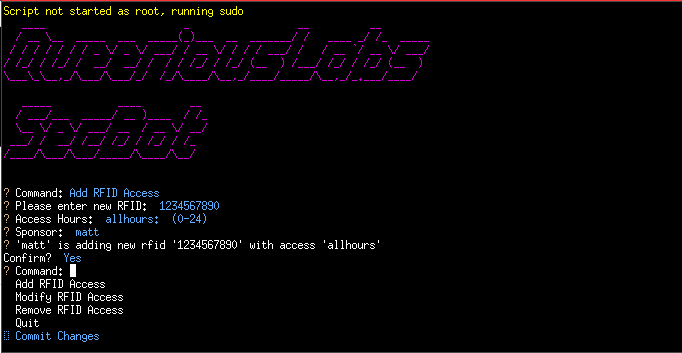 Script not started as root, running sudo
QueeriousLabs
SecBot
? Command: Add RFID Access
? Please enter new RFID: 1234567890
? Access Hours: allhours: (0-24)
? Sponsor: matt
? 'matt' is adding new rfid '1234567890' with access 'allhours'
Confirm? Yes
? Command:
Add RFID Access
Modify RFID Access
Remove RFID Access
Quit
Commit Changes